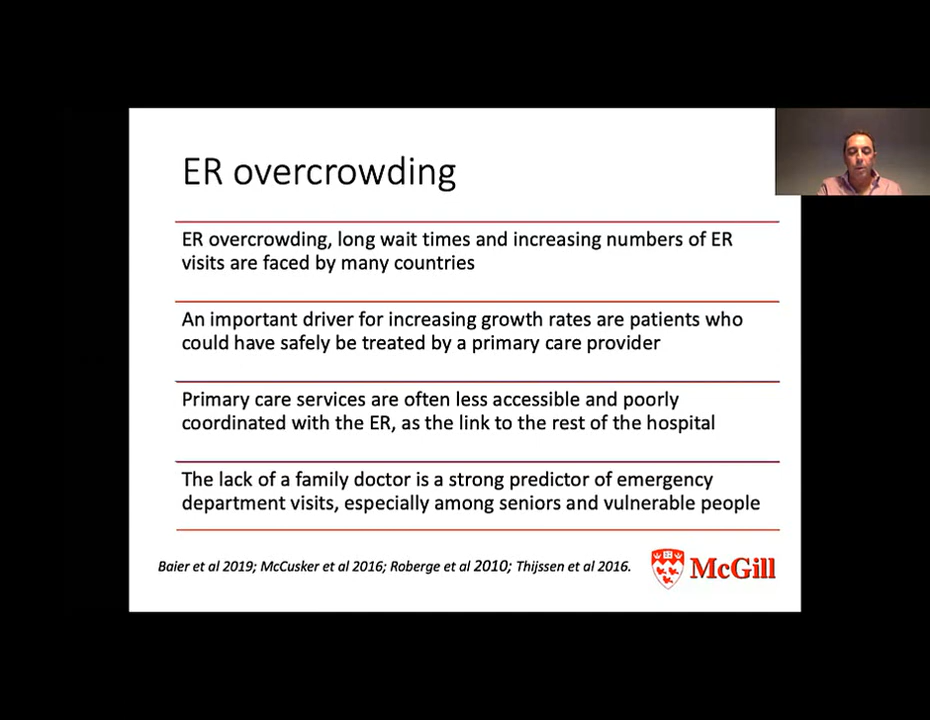 ER overcrowding
ER overcrowding, long wait times and increasing numbers of ER
visits are faced by many countries
An important driver for increasing growth rates are patients who
could have safely be treated by a primary care provider
Primary care services are often less accessible and poorly
coordinated with the ER, as the link to the rest of the hospital
The lack of a family doctor is a strong predictor of emergency
department visits, especially among seniors and vulnerable people
Baier et al 2019; McCusker et al 2016; Roberge et al 2010; Thijssen et al 2016.
McGill